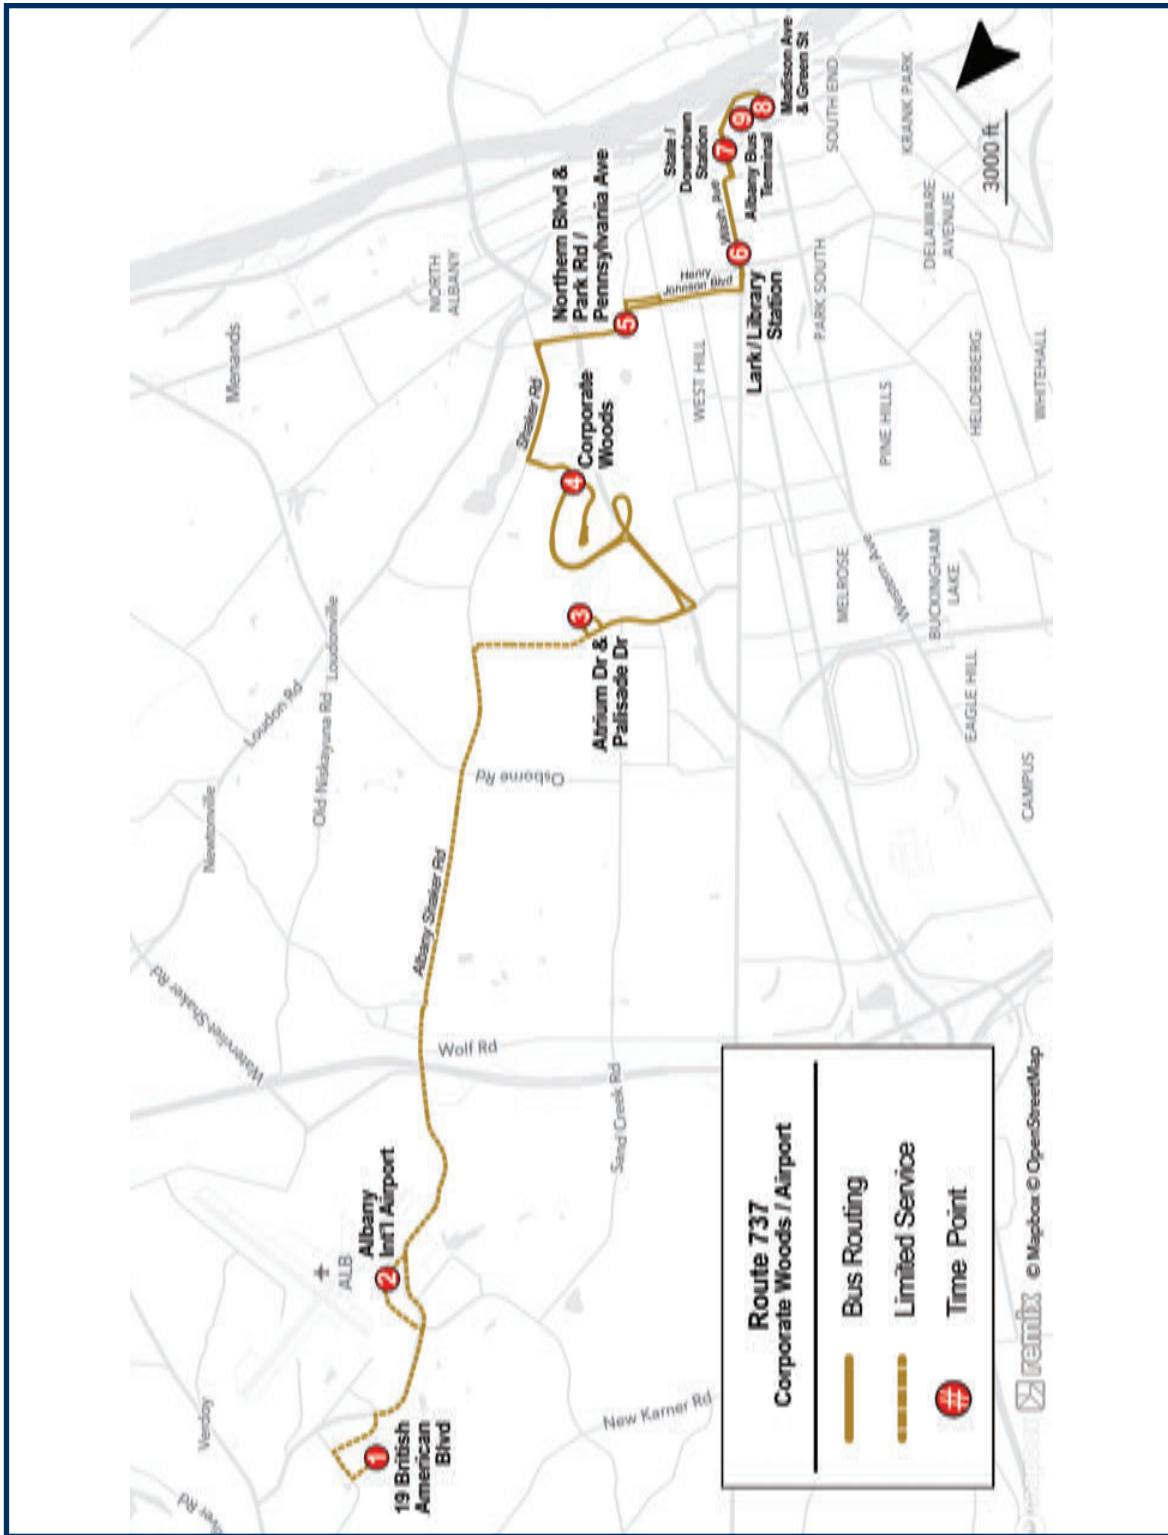 Route 737
Corporate Woods / Airport
Bus Routing
Limited Service
# Time Point
1
19 British
American
Blvd
2
Albany
Int'l Airport
ALB
3
Atrium Dr &
Palisade Dr
4
Corporate
Woods
5
Northern Blvd &
Park Rd /
Pennsylvania Ave
6
Lark / Library
Station
7
State /
Downtown
Station
8
Madison Ave
& Green St
9
Albany Bus
Terminal
Verdoy
New Karner Rd
Watervliet Shaker Rd
Wolf Rd
Sand Creek Rd
Albany Shaker Rd
Newtonville
Old Niskayuna Rd
Loudon Rd
Loudonville
Osborne Rd
Menands
NORTH
ALBANY
Shaker Rd
Henry
Johnson Blvd
Wash. Ave
WEST HILL
PARK SOUTH
SOUTH END
KRANK PARK
DELAWARE
AVENUE
PINE HILLS
HELDERBERG
WHITEHALL
MELROSE
Western Ave
BUCKINGHAM
LAKE
EAGLE HILL
CAMPUS
3000 ft
remix © Mapbox © OpenStreetMap